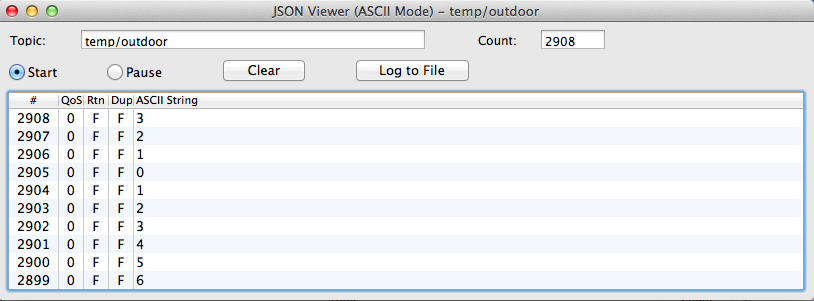 JSON Viewer (ASCII Mode) – temp/outdoor
Topic: temp/outdoor Count: 2908
Start Pause Clear Log to File
# QoS Rtn Dup ASCII String
2908 0 F F 3
2907 0 F F 2
2906 0 F F 1
2905 0 F F 0
2904 0 F F 1
2903 0 F F 2
2902 0 F F 3
2901 0 F F 4
2900 0 F F 5
2899 0 F F 6